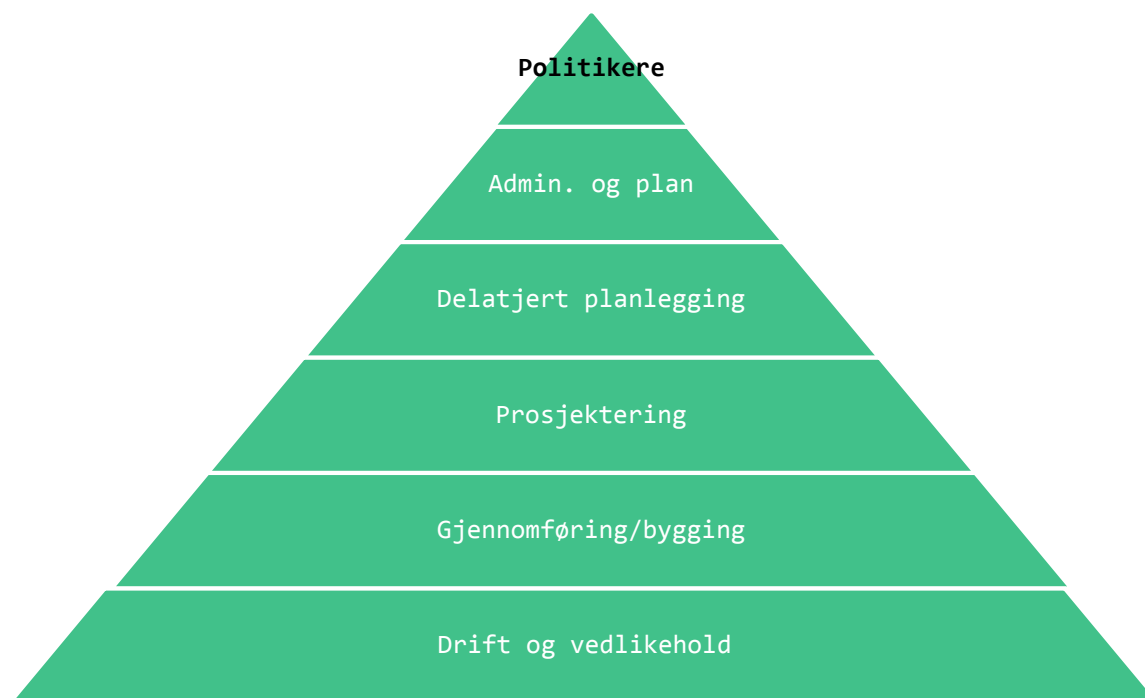 Politikere
Admin. og plan
Delatjert planlegging
Prosjektering
Gjennomføring/bygging
Drift og vedlikehold